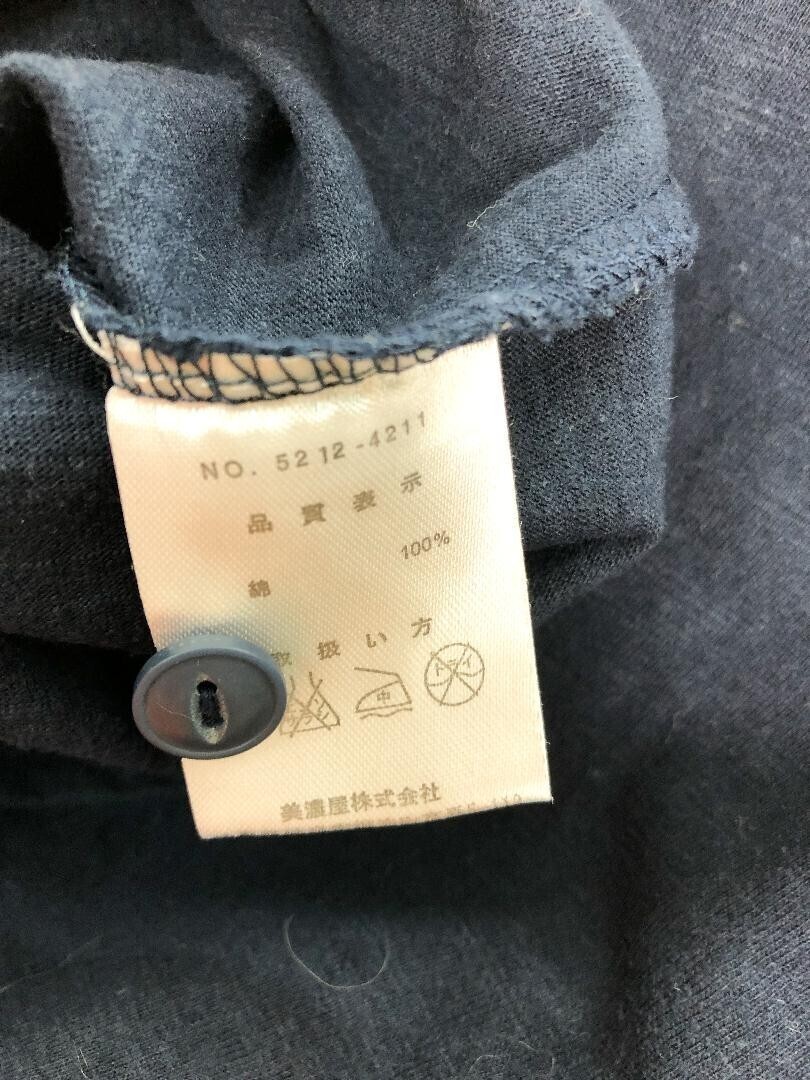 NO. 5212-4211
品質表示
100%
綿
取扱い方
中 ドライ
美濃屋株式会社